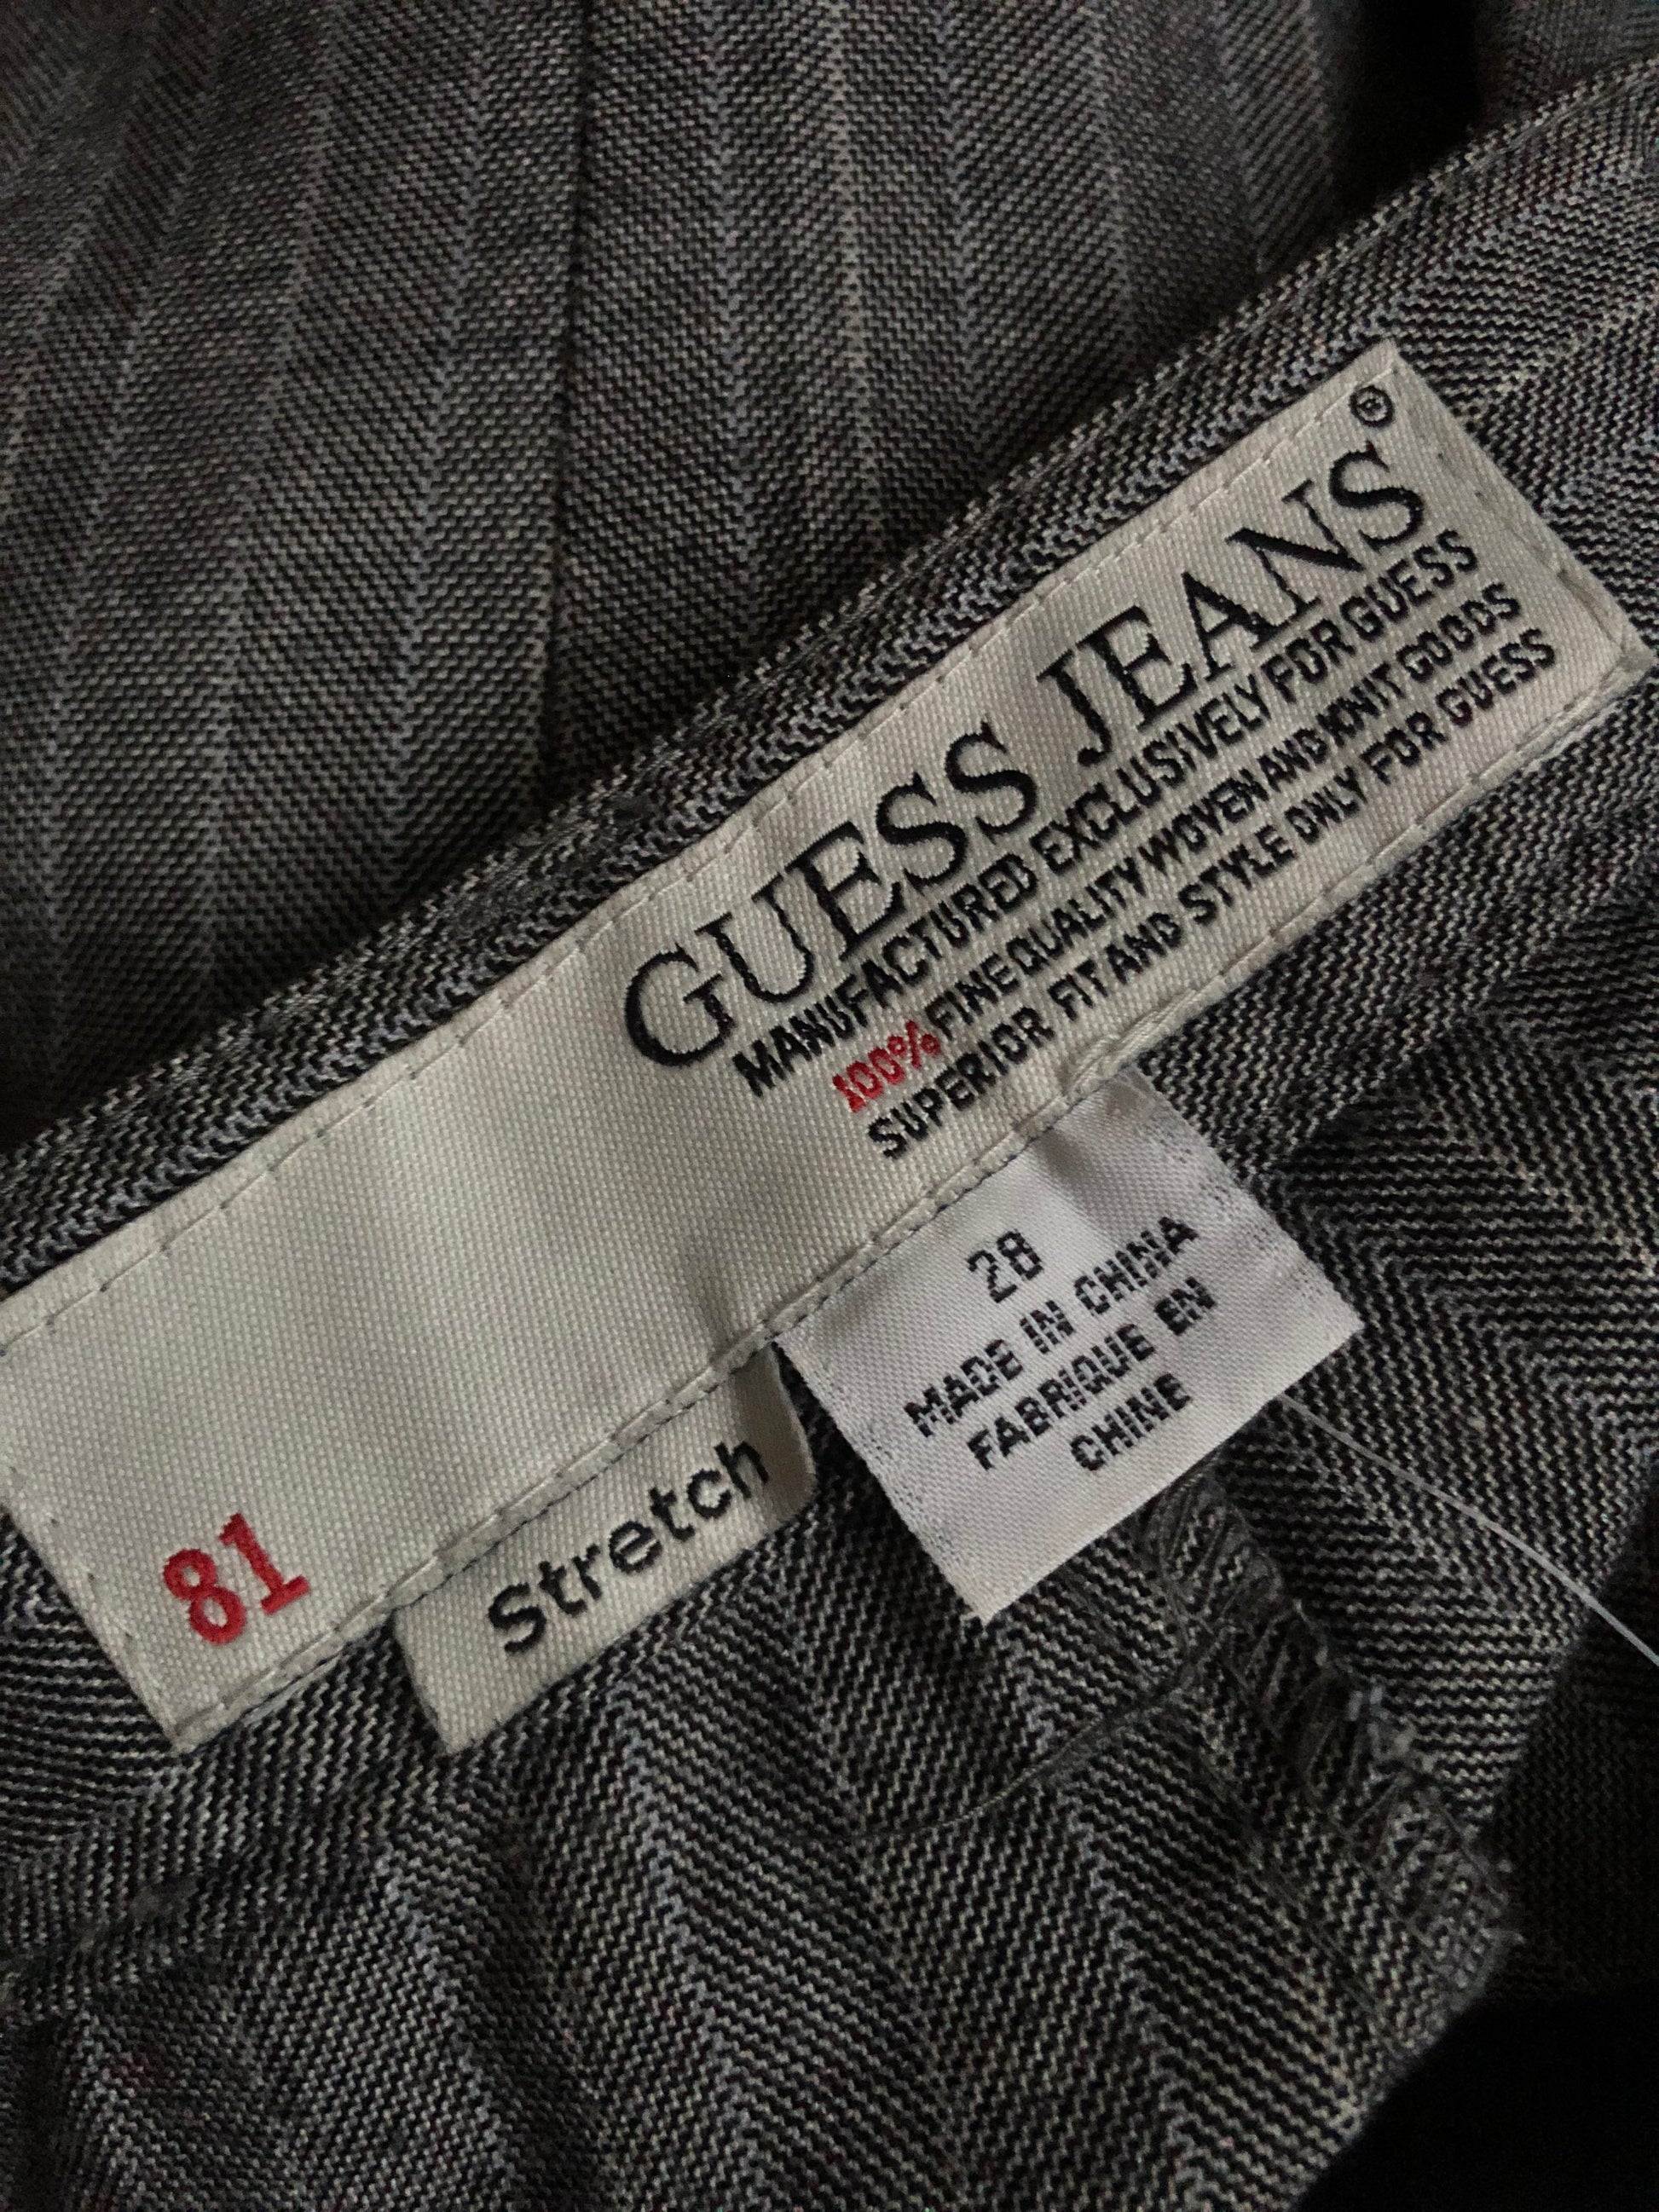 GUESS JEANS®
MANUFACTURED EXCLUSIVELY FOR GUESS
100% FINE QUALITY WOVEN AND KNIT GOODS
SUPERIOR FIT AND STYLE ONLY FOR GUESS
81
Stretch
28
MADE IN CHINA
FABRIQUE EN
CHINE